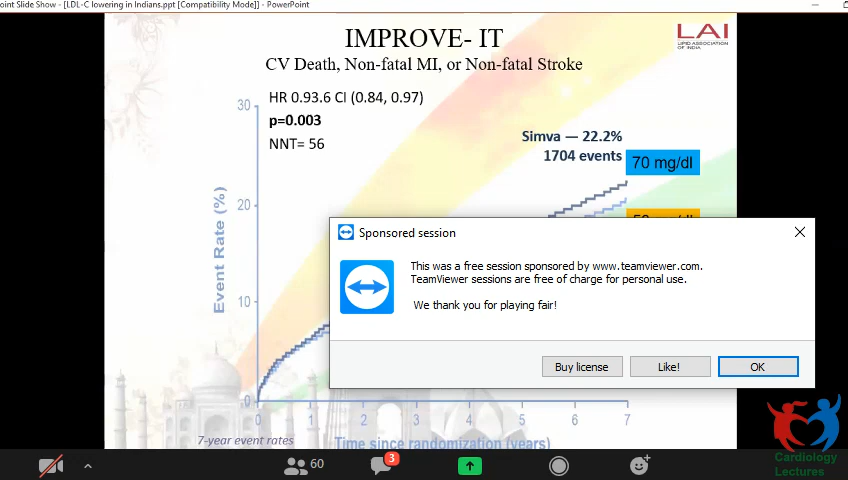 oint Slide Show - [LDL-C lowering in Indians.ppt [Compatibility Mode]] - PowerPoint
IMPROVE- IT
LAI
LIPID ASSOCIATION
OF INDIA
CV Death, Non-fatal MI, or Non-fatal Stroke
HR 0.93.6 CI (0.84, 0.97)
p=0.003
NNT= 56
Simva — 22.2%
1704 events
70 mg/dl
Event Rate (%)
30
20
10
0
Sponsored session
This was a free session sponsored by www.teamviewer.com.
TeamViewer sessions are free of charge for personal use.
We thank you for playing fair!
Buy license
Like!
OK
0 1 2 3 4 5 6 7
7-year event rates
Time since randomization (years)
60
3
Cardiology
Lectures